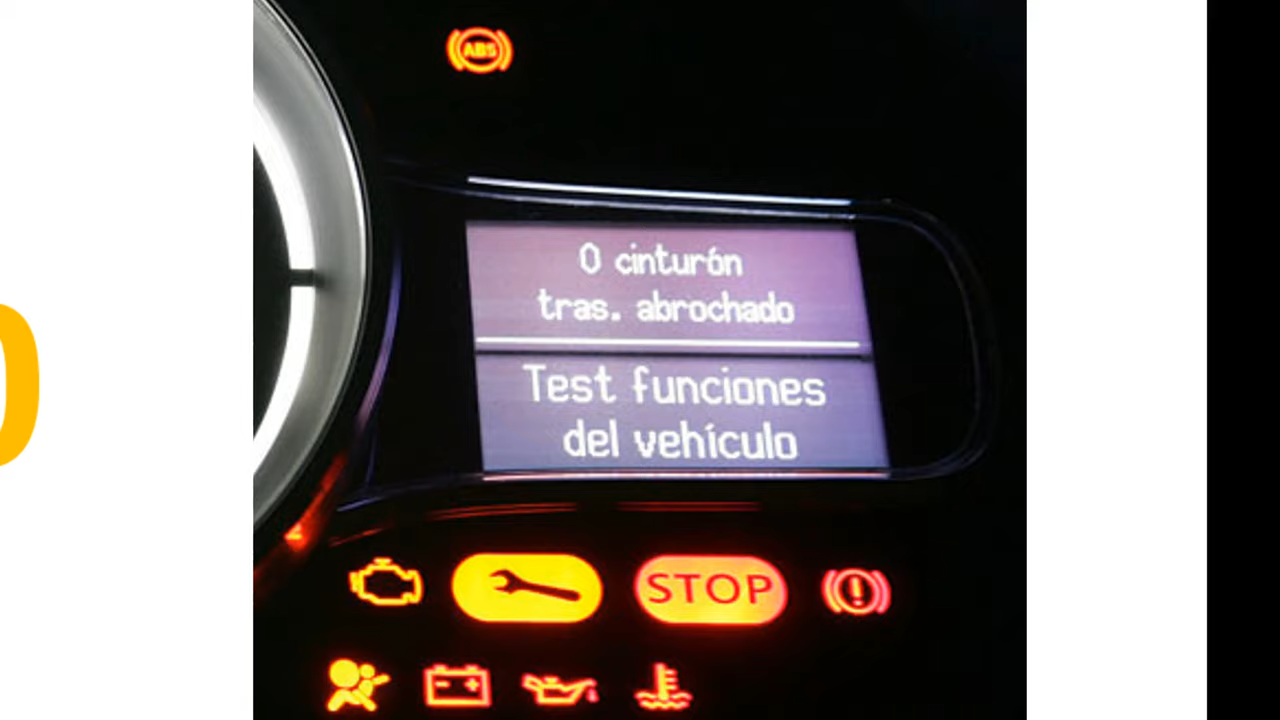 ABS
0 cinturón
tras. abrochado
Test funciones
del vehículo
STOP